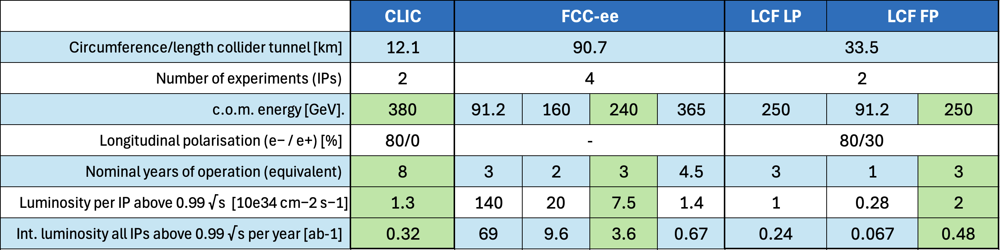 CLIC FCC-ee LCF LP LCF FP
Circumference/length collider tunnel [km] 12.1 90.7 33.5
Number of experiments (IPs) 2 4 2
c.o.m. energy [GeV]. 380 91.2 160 240 365 250 91.2 250
Longitudinal polarisation (e− / e+) [%] 80/0 - 80/30
Nominal years of operation (equivalent) 8 3 2 3 4.5 3 1 3
Luminosity per IP above 0.99 √s [10e34 cm−2 s−1] 1.3 140 20 7.5 1.4 1 0.28 2
Int. luminosity all IPs above 0.99 √s per year [ab-1] 0.32 69 9.6 3.6 0.67 0.24 0.067 0.48